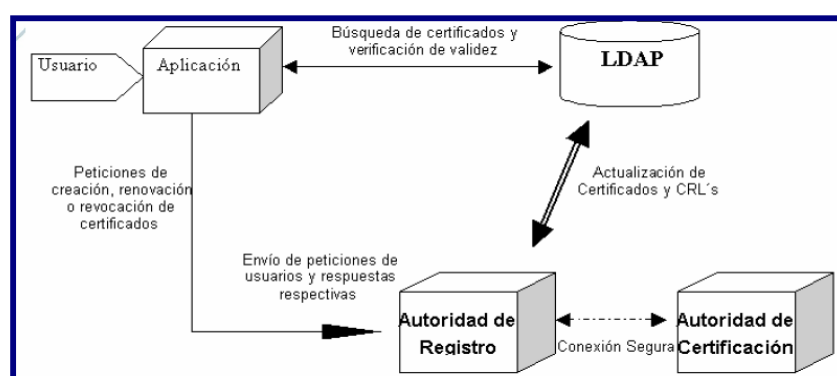 Búsqueda de certificados y
verificación de validez
Usuario
Aplicación
LDAP
Peticiones de
creación, renovación
o revocación de
certificados
Actualización de
Certificados y CRL´s
Envío de peticiones de
usuarios y respuestas
respectivas
Autoridad de
Registro
Conexión Segura
Autoridad de
Certificación